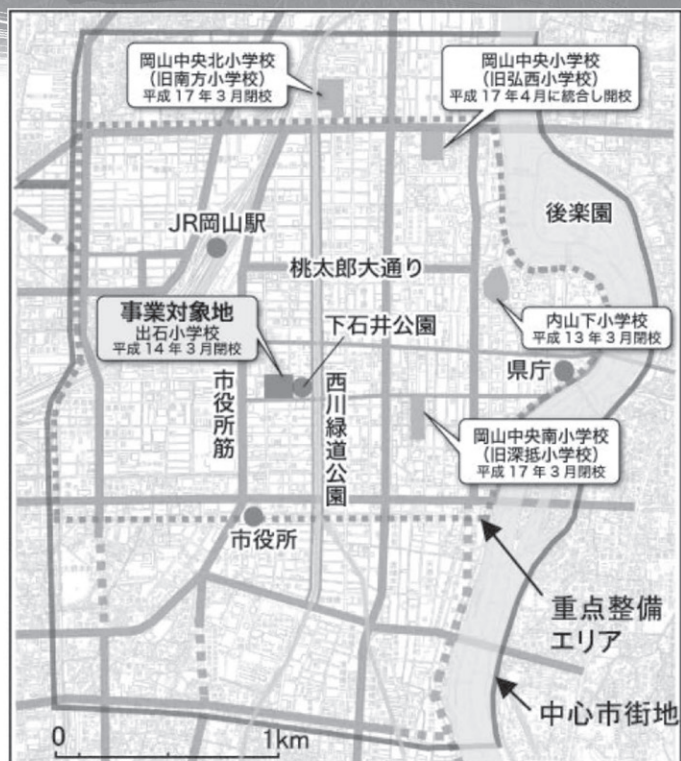 岡山中央北小学校
(旧南方小学校)
平成17年3月閉校
岡山中央小学校
(旧弘西小学校)
平成17年4月に統合し開校
後楽園
JR岡山駅
桃太郎大通り
事業対象地
出石小学校
平成14年3月閉校
下石井公園
内山下小学校
平成13年3月閉校
県庁
市役所筋
西川緑道公園
岡山中央南小学校
(旧深抵小学校)
平成17年3月閉校
市役所
重点整備
エリア
中心市街地
0 1km